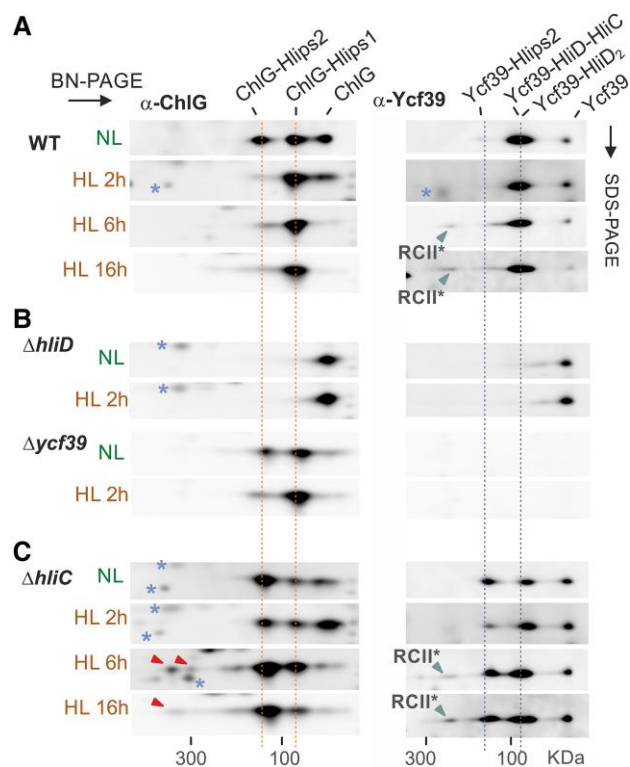 A
BN-PAGE
α-ChlG
ChlG-Hlips2
ChlG-Hlips1
ChlG
α-Ycf39
Ycf39-Hlips2
Ycf39-HliD-HliC
Ycf39-HliD2
Ycf39
SDS-PAGE
WT
NL
HL 2h
*
*
HL 6h
RCII*
HL 16h
RCII*
B
ΔhliD
*
NL
*
HL 2h
Δycf39
NL
HL 2h
C
ΔhliC
*
NL
*
*
HL 2h
*
HL 6h
*
RCII*
HL 16h
RCII*
300 100 300 100 KDa